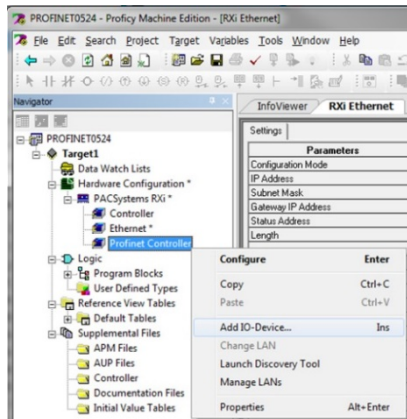 PROFINET0524 - Proficy Machine Edition - [RXi Ethernet]
File Edit Search Project Target Variables Tools Window Help
Navigator
InfoViewer RXi Ethernet
Settings
Parameters
Configuration Mode
IP Address
Subnet Mask
Gateway IP Address
Status Address
Length
PROFINET0524
Target1
Data Watch Lists
Hardware Configuration *
PACSystems RXi *
Controller
Ethernet *
Profinet Controller
Logic
Program Blocks
User Defined Types
Reference View Tables
Default Tables
Supplemental Files
APM Files
AUP Files
Controller
Documentation Files
Initial Value Tables
Configure Enter
Copy Ctrl+C
Paste Ctrl+V
Add IO-Device... Ins
Change LAN
Launch Discovery Tool
Manage LANs
Properties Alt+Enter